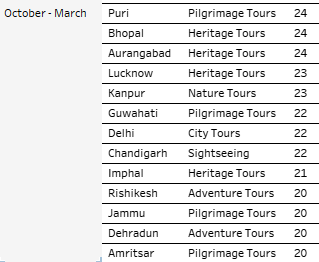 October - March Puri Pilgrimage Tours 24
Bhopal Heritage Tours 24
Aurangabad Heritage Tours 24
Lucknow Heritage Tours 23
Kanpur Nature Tours 23
Guwahati Pilgrimage Tours 22
Delhi City Tours 22
Chandigarh Sightseeing 22
Imphal Heritage Tours 21
Rishikesh Adventure Tours 20
Jammu Pilgrimage Tours 20
Dehradun Adventure Tours 20
Amritsar Pilgrimage Tours 20